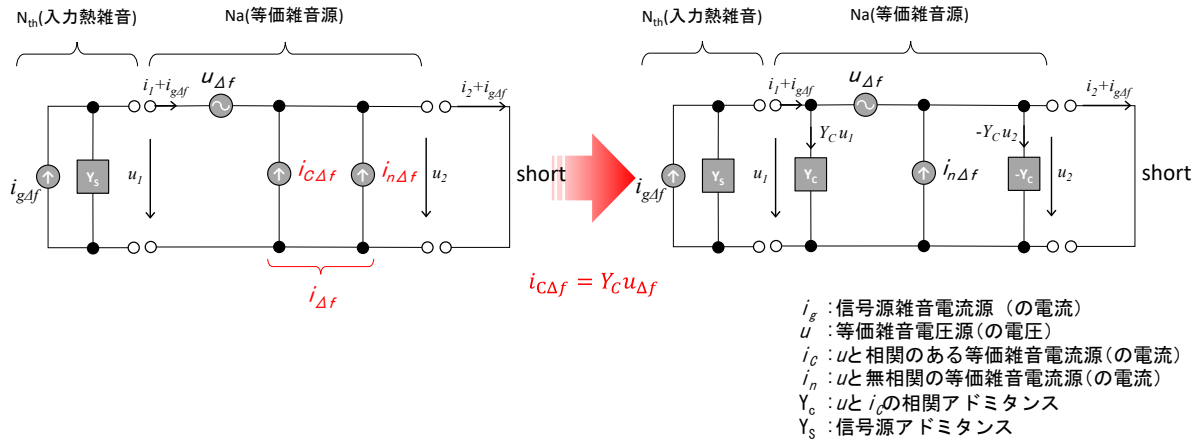 Nth(入力熱雑音)
Na(等価雑音源)
i1+igΔf
uΔf
i2+igΔf
igΔf
YS
u1
iCΔf
inΔf
u2
short
iΔf
iCΔf = YC uΔf
Nth(入力熱雑音)
Na(等価雑音源)
i1+igΔf
uΔf
i2+igΔf
YC u1
-YC u2
igΔf
YS
u1
YC
inΔf
-YC
u2
short
ig :信号源雑音電流源 (の電流)
u :等価雑音電圧源(の電圧)
iC :uと相関のある等価雑音電流源(の電流)
in :uと無相関の等価雑音電流源(の電流)
Yc :uとiCの相関アドミタンス
YS :信号源アドミタンス